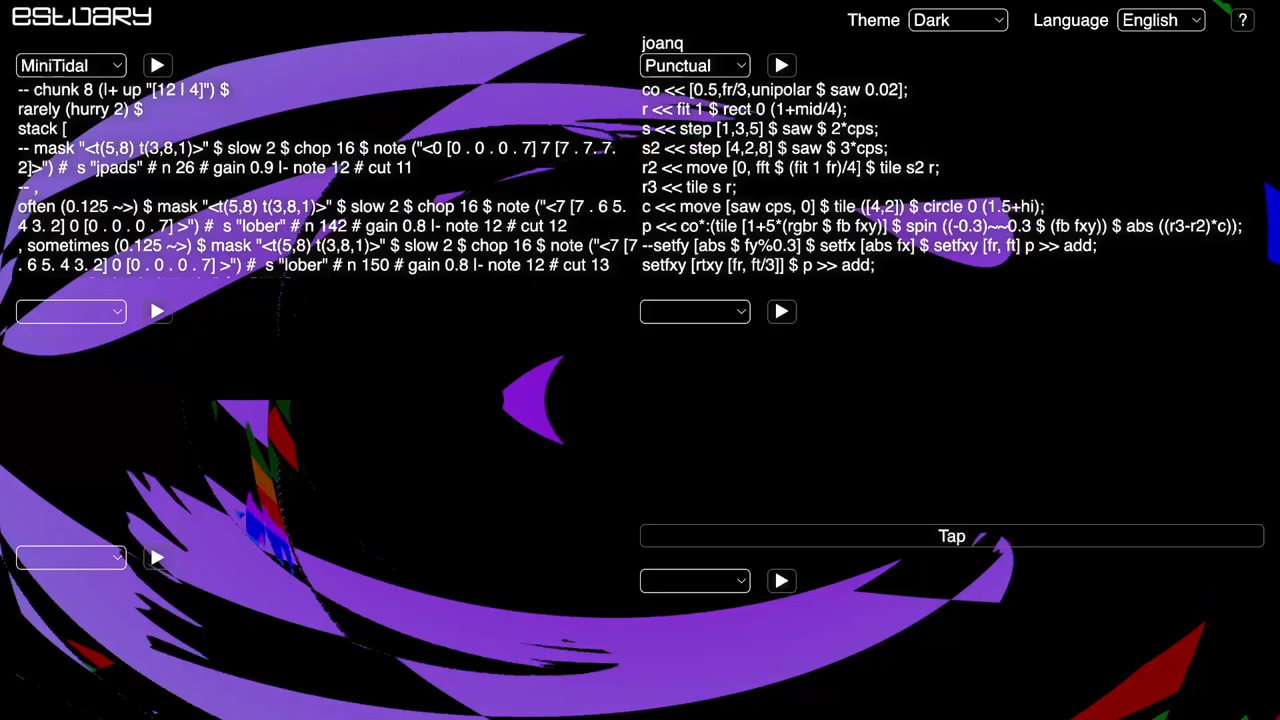 estuary
Theme Dark Language English ?
MiniTidal
-- chunk 8 (|+ up "[12 | 4]") $
rarely (hurry 2) $
stack [
-- mask "<t(5,8) t(3,8,1)>" $ slow 2 $ chop 16 $ note ("<0 [0 . 0 . 0 . 7] 7 [7 . 7. 7.
2]>") # s "jpads" # n 26 # gain 0.9 |- note 12 # cut 11
-- ,
often (0.125 ~>) $ mask "<t(5,8) t(3,8,1)>" $ slow 2 $ chop 16 $ note ("<7 [7 . 6 5.
4 3. 2] 0 [0 . 0 . 0 . 7] >") # s "lober" # n 142 # gain 0.8 |- note 12 # cut 12
, sometimes (0.125 ~>) $ mask "<t(5,8) t(3,8,1)>" $ slow 2 $ chop 16 $ note ("<7 [7
. 6 5. 4 3. 2] 0 [0 . 0 . 0 . 7] >") # s "lober" # n 150 # gain 0.8 |- note 12 # cut 13
joanq
Punctual
co << [0.5,fr/3,unipolar $ saw 0.02];
r << fit 1 $ rect 0 (1+mid/4);
s << step [1,3,5] $ saw $ 2*cps;
s2 << step [4,2,8] $ saw $ 3*cps;
r2 << move [0, fft $ (fit 1 fr)/4] $ tile s2 r;
r3 << tile s r;
c << move [saw cps, 0] $ tile ([4,2]) $ circle 0 (1.5+hi);
p << co*:(tile [1+5*(rgbr $ fb fxy)] $ spin ((-0.3)~~0.3 $ (fb fxy)) $ abs ((r3-r2)*c));
--setfy [abs $ fy%0.3] $ setfx [abs fx] $ setfxy [fr, ft] p >> add;
setfxy [rtxy [fr, ft/3]] $ p >> add;
Tap